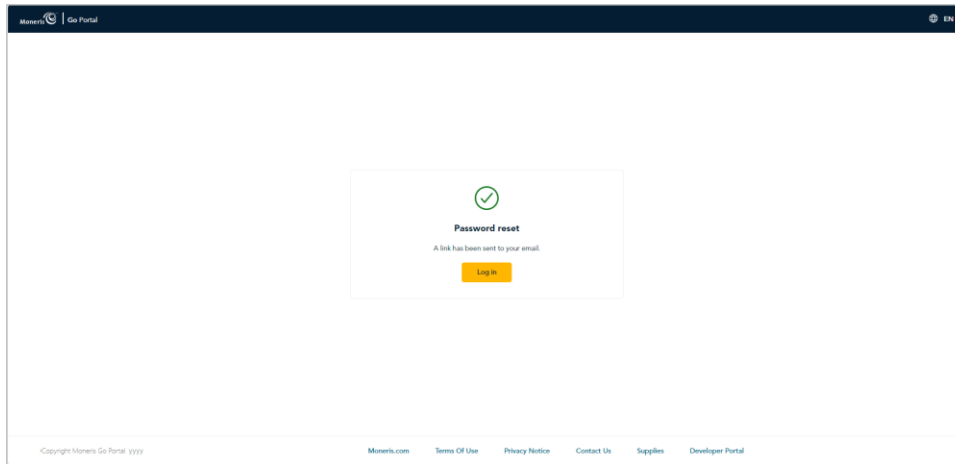 Moneris Go Portal EN
Password reset
A link has been sent to your email.
Log in
Copyright Moneris Go Portal yyyy Moneris.com Terms Of Use Privacy Notice Contact Us Supplies Developer Portal